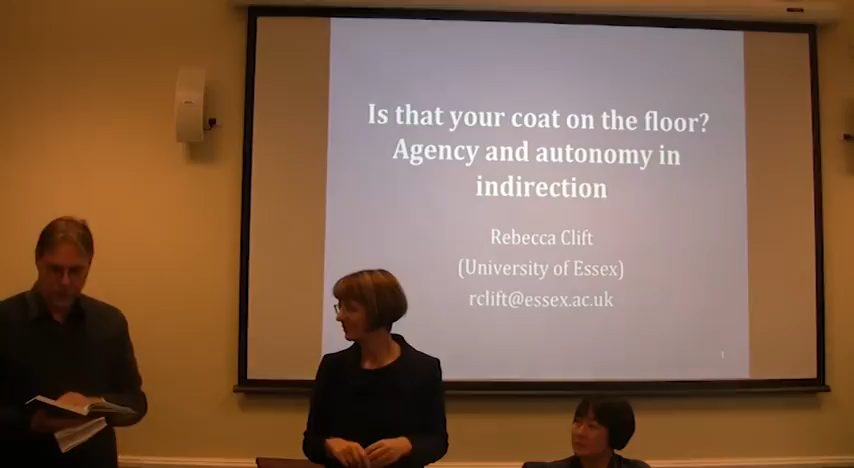 Is that your coat on the floor?
Agency and autonomy in
indirection
Rebecca Clift
(University of Essex)
rclift@essex.ac.uk
1